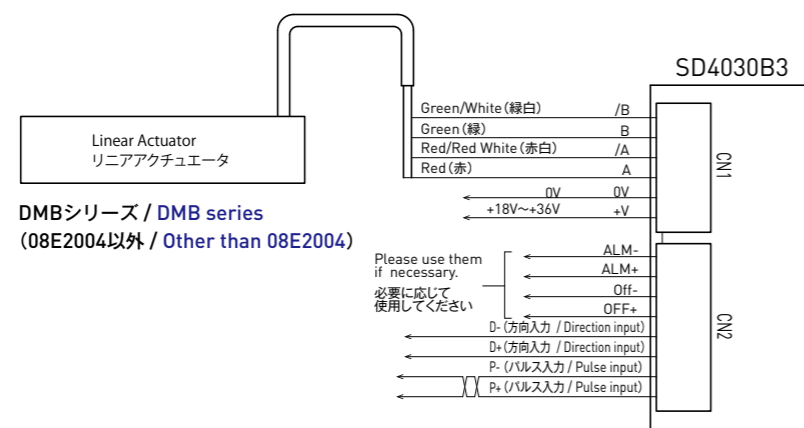 SD4030B3
Green/White(緑白) /B
Green(緑) B
Red/Red White(赤白) /A
Red(赤) A
0V 0V
+18V～+36V +V
CN1
Linear Actuator
リニアアクチュエータ
DMBシリーズ / DMB series
（08E2004以外 / Other than 08E2004）
Please use them
if necessary.
必要に応じて
使用してください
ALM-
ALM+
Off-
OFF+
D-(方向入力 / Direction input)
D+(方向入力 / Direction input)
P-(パルス入力 / Pulse input)
P+(パルス入力 / Pulse input)
CN2